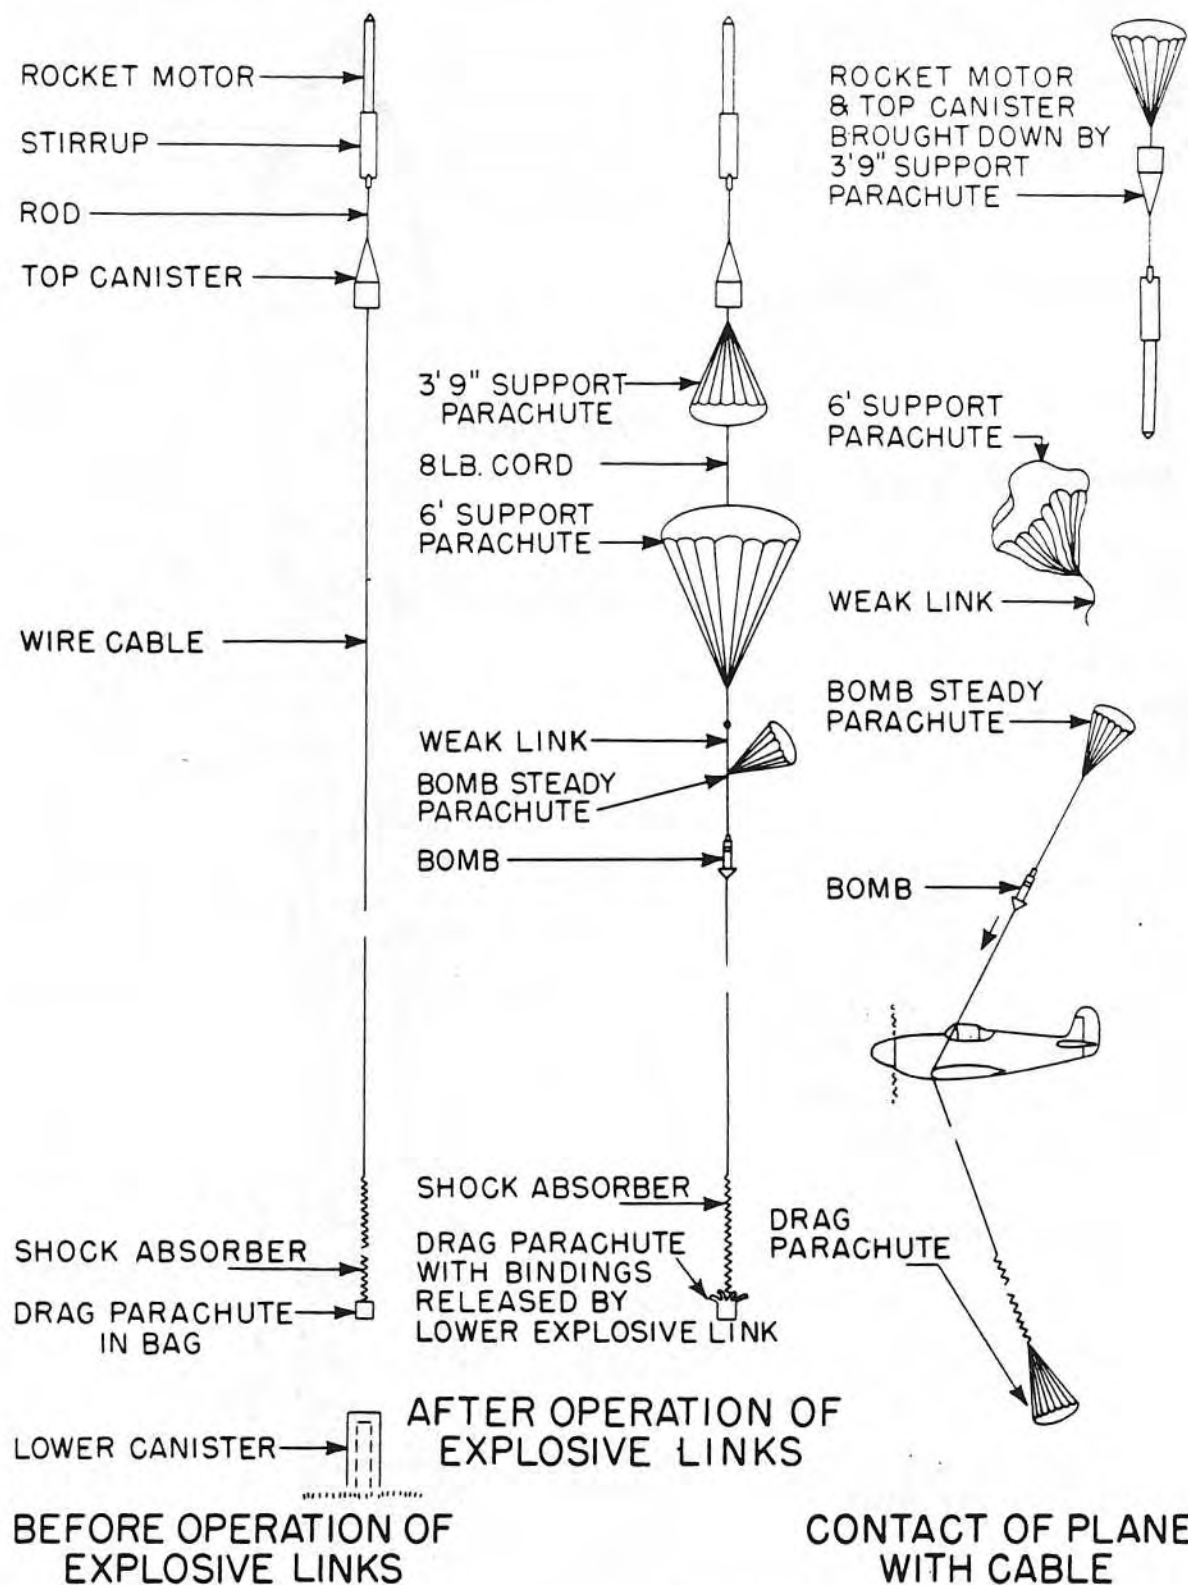 ROCKET MOTOR
STIRRUP
ROD
TOP CANISTER
WIRE CABLE
SHOCK ABSORBER
DRAG PARACHUTE
IN BAG
LOWER CANISTER
BEFORE OPERATION OF
EXPLOSIVE LINKS
3'9" SUPPORT
PARACHUTE
8 LB. CORD
6' SUPPORT
PARACHUTE
WEAK LINK
BOMB STEADY
PARACHUTE
BOMB
SHOCK ABSORBER
DRAG PARACHUTE
WITH BINDINGS
RELEASED BY
LOWER EXPLOSIVE LINK
AFTER OPERATION OF
EXPLOSIVE LINKS
ROCKET MOTOR
& TOP CANISTER
BROUGHT DOWN BY
3'9" SUPPORT
PARACHUTE
6' SUPPORT
PARACHUTE
WEAK LINK
BOMB STEADY
PARACHUTE
BOMB
DRAG
PARACHUTE
CONTACT OF PLANE
WITH CABLE